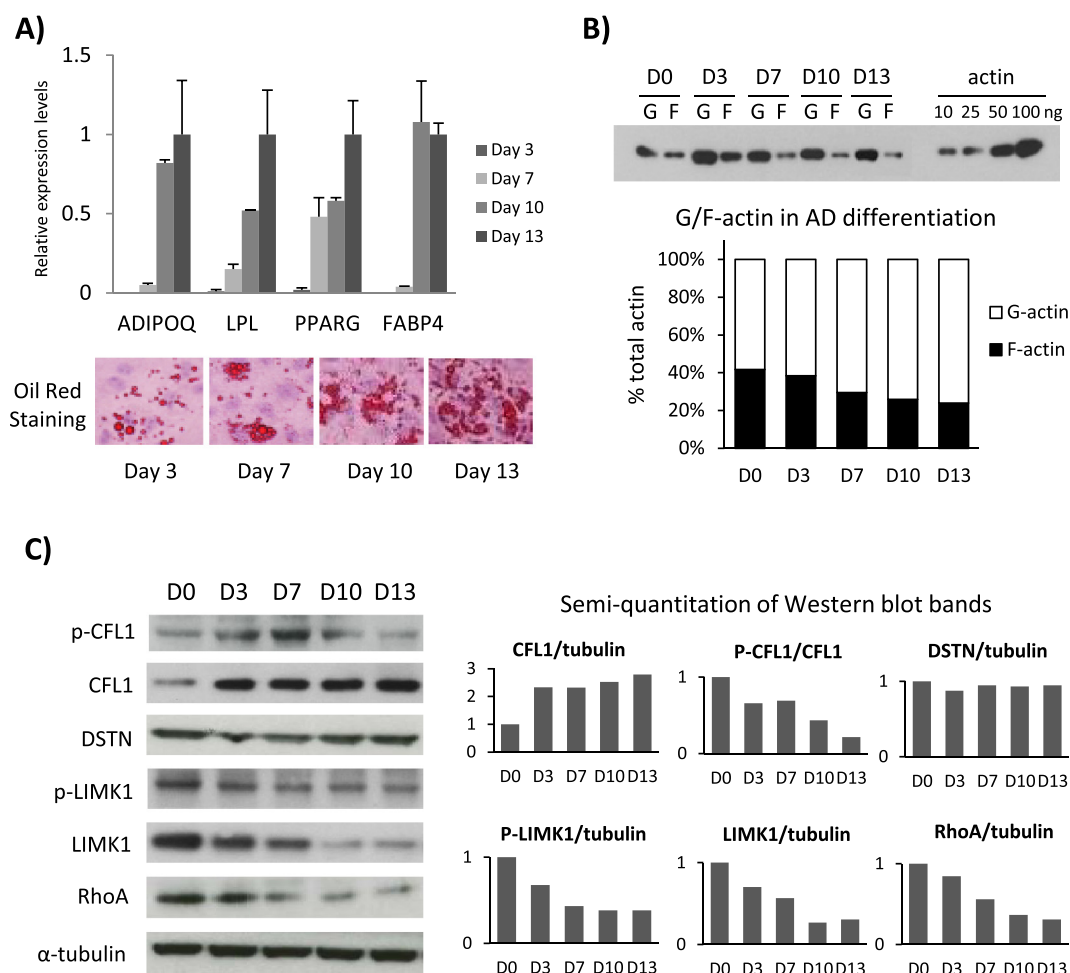 A)
1.5
1
0.5
0
Relative expression levels
Day 3
Day 7
Day 10
Day 13
ADIPOQ LPL PPARG FABP4
Oil Red
Staining
Day 3 Day 7 Day 10 Day 13
B)
D0 D3 D7 D10 D13 actin
G F G F G F G F G F 10 25 50 100 ng
G/F-actin in AD differentiation
100%
80%
60%
40%
20%
0%
% total actin
G-actin
F-actin
D0 D3 D7 D10 D13
C)
D0 D3 D7 D10 D13
p-CFL1
CFL1
DSTN
p-LIMK1
LIMK1
RhoA
α-tubulin
Semi-quantitation of Western blot bands
CFL1/tubulin
3
2
1
0
D0 D3 D7 D10 D13
P-CFL1/CFL1
1
0
D0 D3 D7 D10 D13
DSTN/tubulin
1
0
D0 D3 D7 D10 D13
P-LIMK1/tubulin
1
0
D0 D3 D7 D10 D13
LIMK1/tubulin
1
0
D0 D3 D7 D10 D13
RhoA/tubulin
1
0
D0 D3 D7 D10 D13